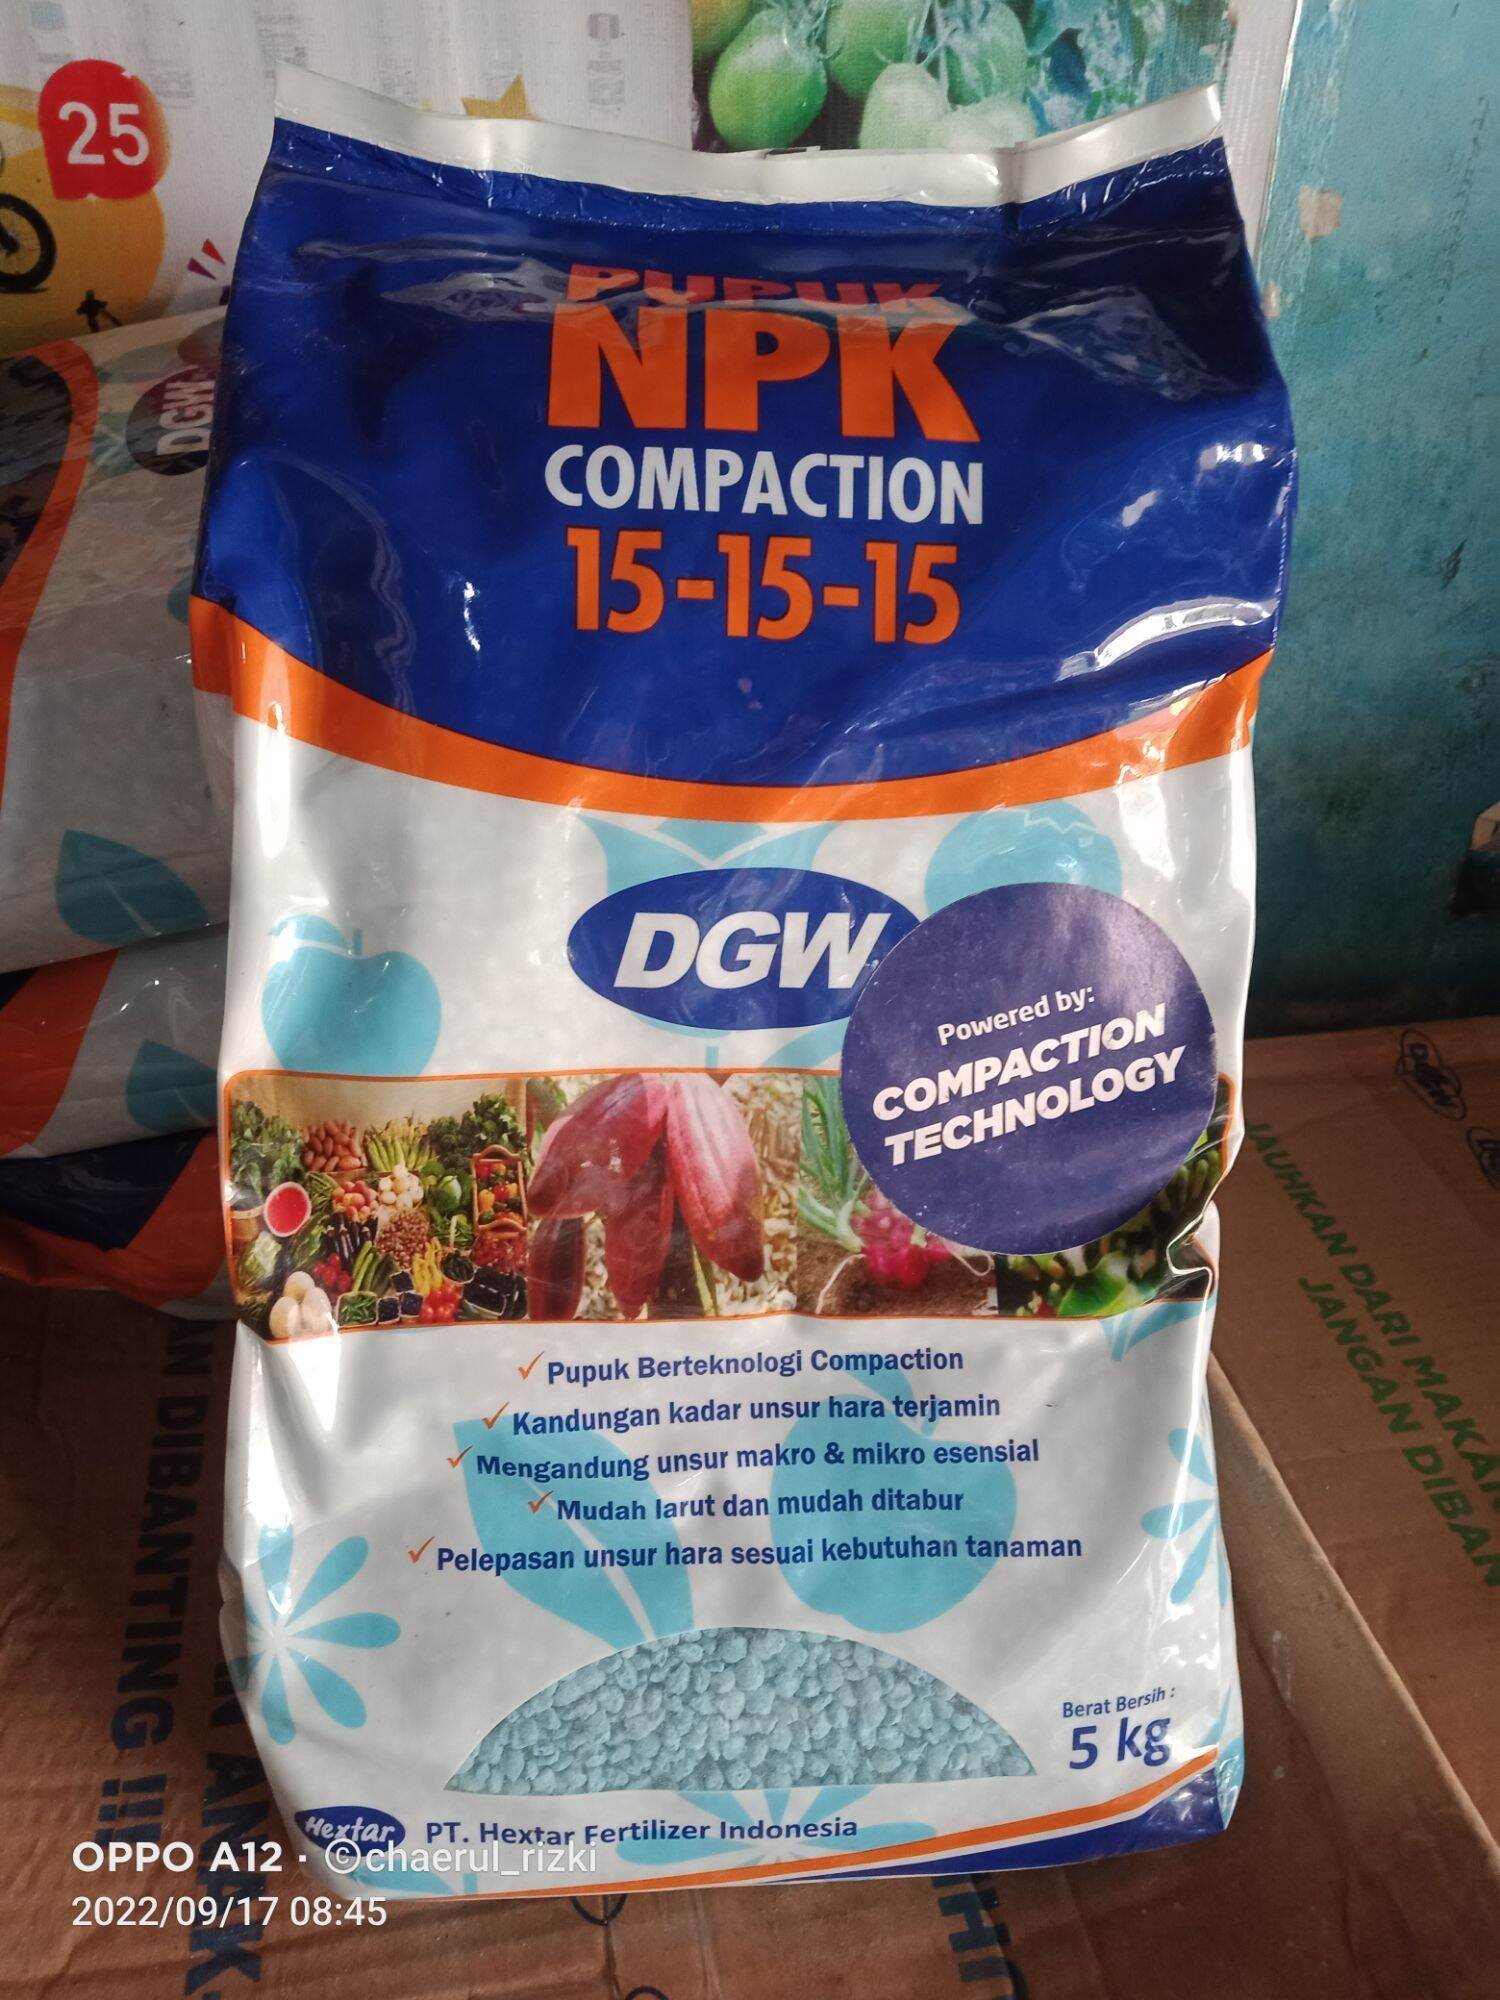 25
PUPUK
NPK
COMPACTION
15-15-15
DGW
DGW
Powered by:
COMPACTION
TECHNOLOGY
DGW
JAUHKAN DARI MAKANAN
JANGAN DIBAN
✓ Pupuk Berteknologi Compaction
✓ Kandungan kadar unsur hara terjamin
✓ Mengandung unsur makro & mikro esensial
✓ Mudah larut dan mudah ditabur
✓ Pelepasan unsur hara sesuai kebutuhan tanaman
AN DIBANTING !!!
Berat Bersih :
5 kg
Hextar
PT. Hextar Fertilizer Indonesia
OPPO A12 · ©chaerul_rizki
2022/09/17 08:45